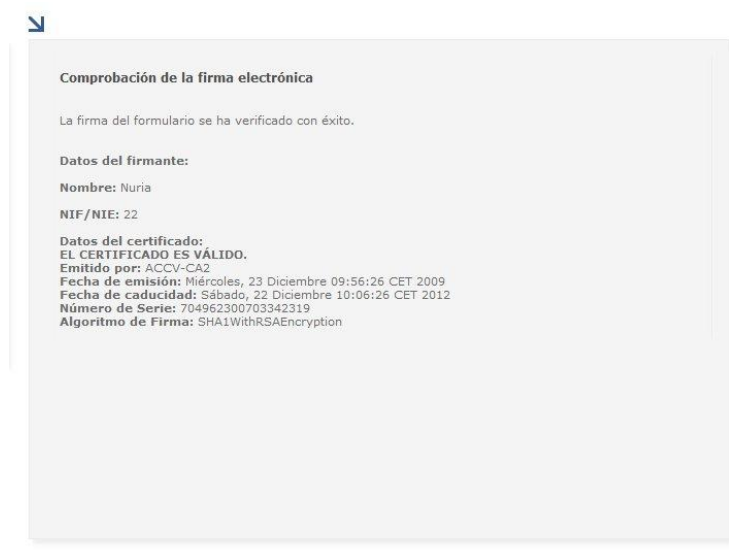 Comprobación de la firma electrónica
La firma del formulario se ha verificado con éxito.
Datos del firmante:
Nombre: Nuria
NIF/NIE: 22
Datos del certificado:
EL CERTIFICADO ES VÁLIDO.
Emitido por: ACCV-CA2
Fecha de emisión: Miércoles, 23 Diciembre 09:56:26 CET 2009
Fecha de caducidad: Sábado, 22 Diciembre 10:06:26 CET 2012
Número de Serie: 704962300703342319
Algoritmo de Firma: SHA1WithRSAEncryption